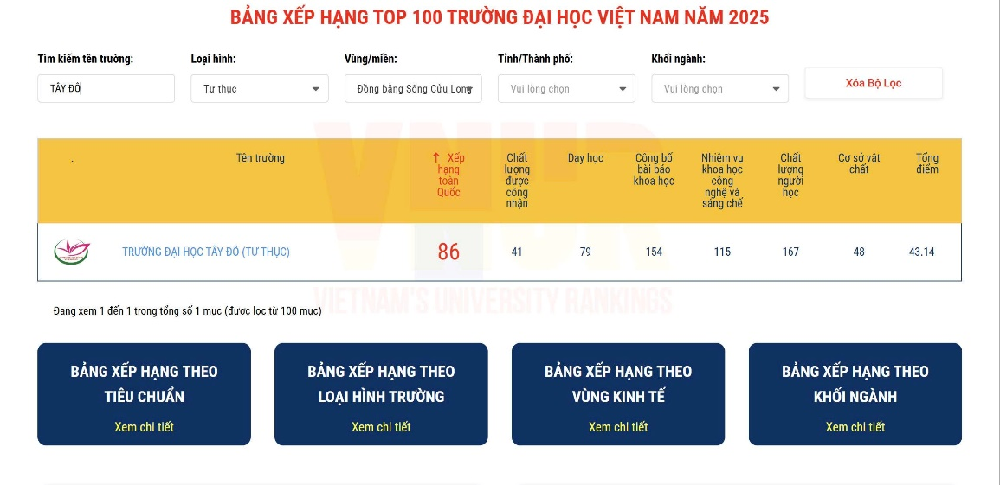 BẢNG XẾP HẠNG TOP 100 TRƯỜNG ĐẠI HỌC VIỆT NAM NĂM 2025
Tìm kiếm tên trường:
Loại hình:
Vùng/miền:
Tỉnh/Thành phố:
Khối ngành:
TÂY ĐÔ
Tư thục
Đồng bằng Sông Cửu Long
Vui lòng chọn
Vui lòng chọn
Xóa Bộ Lọc
.
Tên trường
↑ Xếp
hạng
toàn
Quốc
Chất
lượng
được
công
nhận
Dạy học
Công bố
bài báo
khoa học
Nhiệm vụ
khoa học
công
nghệ và
sáng chế
Chất
lượng
người
học
Cơ sở vật
chất
Tổng
điểm
TRƯỜNG ĐẠI HỌC TÂY ĐÔ (TƯ THỤC)
86
41
79
154
115
167
48
43.14
VNUR
VIETNAM'S UNIVERSITY RANKINGS
Đang xem 1 đến 1 trong tổng số 1 mục (được lọc từ 100 mục)
BẢNG XẾP HẠNG THEO
TIÊU CHUẨN
Xem chi tiết
BẢNG XẾP HẠNG THEO
LOẠI HÌNH TRƯỜNG
Xem chi tiết
BẢNG XẾP HẠNG THEO
VÙNG KINH TẾ
Xem chi tiết
BẢNG XẾP HẠNG THEO
KHỐI NGÀNH
Xem chi tiết